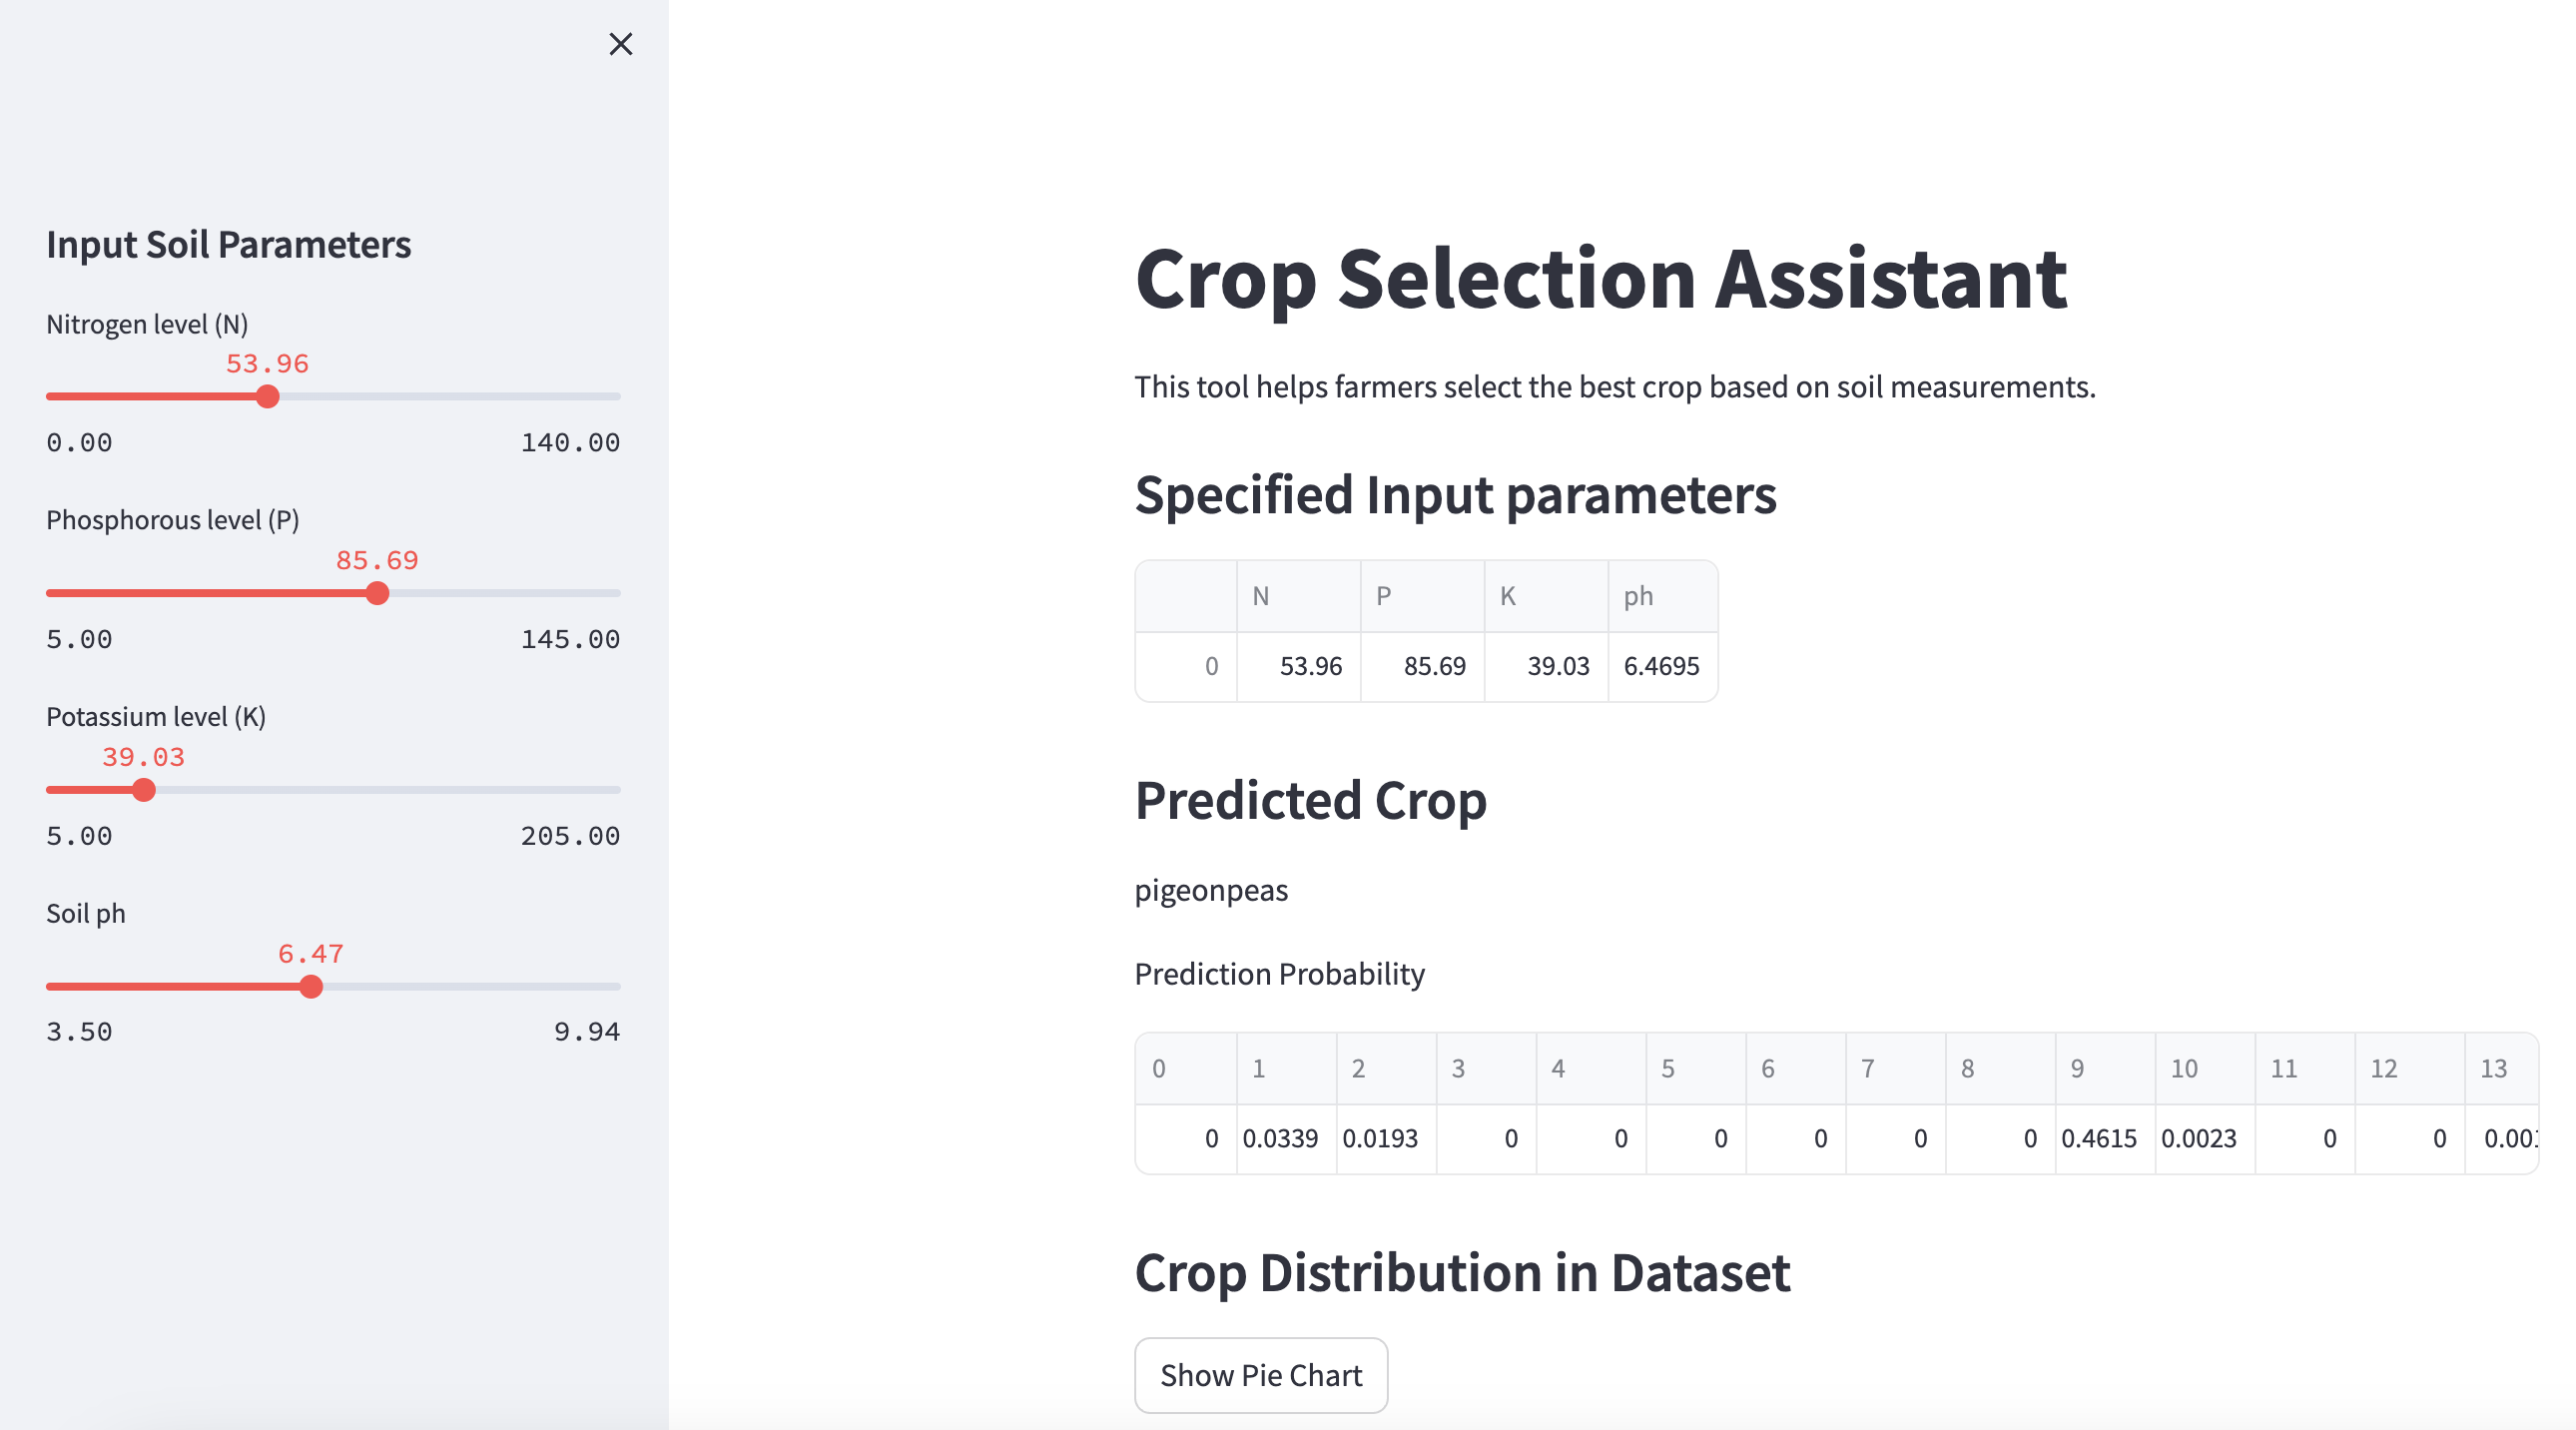 Input Soil Parameters
Nitrogen level (N)
53.96
0.00 140.00
Phosphorous level (P)
85.69
5.00 145.00
Potassium level (K)
39.03
5.00 205.00
Soil ph
6.47
3.50 9.94
Crop Selection Assistant
This tool helps farmers select the best crop based on soil measurements.
Specified Input parameters
N P K ph
0 53.96 85.69 39.03 6.4695
Predicted Crop
pigeonpeas
Prediction Probability
0 1 2 3 4 5 6 7 8 9 10 11 12 13
0 0.0339 0.0193 0 0 0 0 0 0 0.4615 0.0023 0 0
Crop Distribution in Dataset
Show Pie Chart